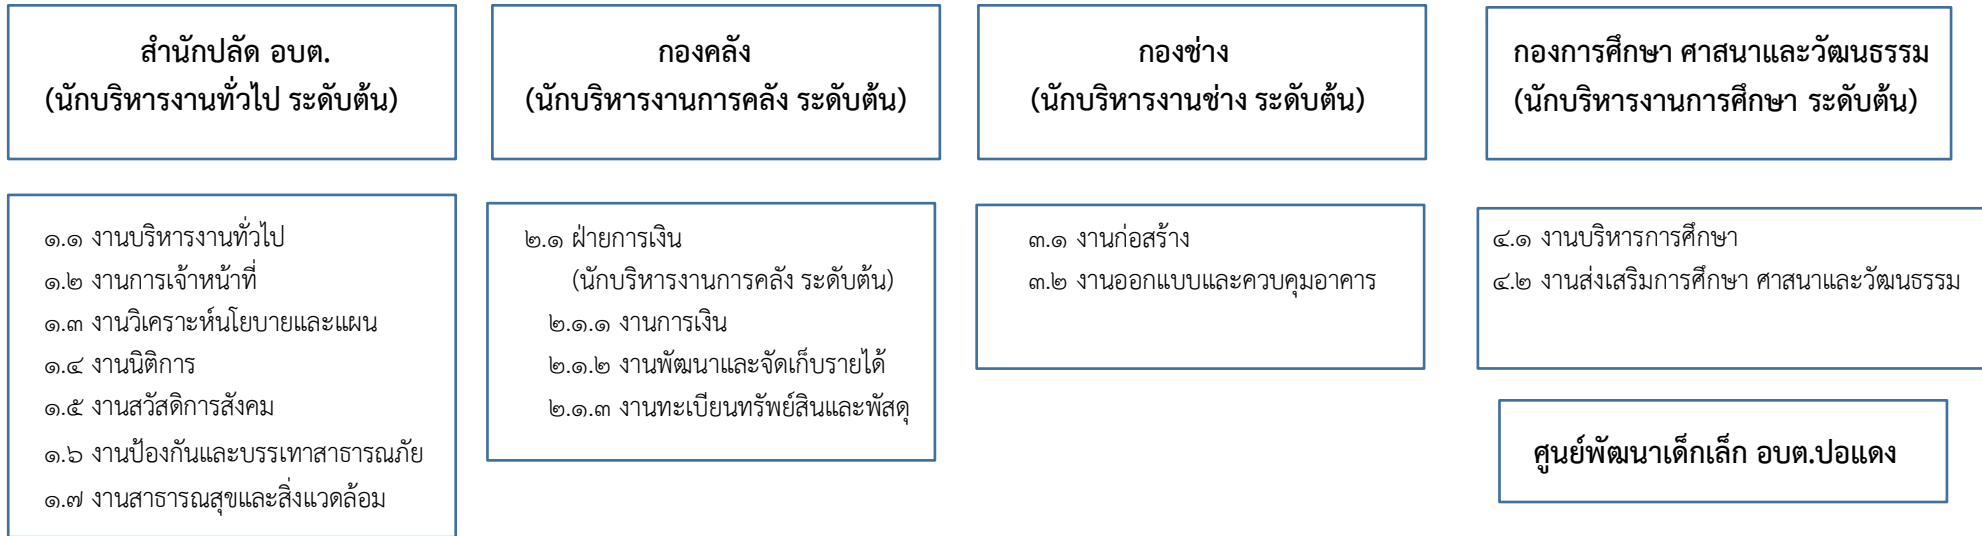 สำนักปลัด อบต.
(นักบริหารงานทั่วไป ระดับต้น)
กองคลัง
(นักบริหารงานการคลัง ระดับต้น)
กองช่าง
(นักบริหารงานช่าง ระดับต้น)
กองการศึกษา ศาสนาและวัฒนธรรม
(นักบริหารงานการศึกษา ระดับต้น)
๑.๑ งานบริหารงานทั่วไป
๑.๒ งานการเจ้าหน้าที่
๑.๓ งานวิเคราะห์นโยบายและแผน
๑.๔ งานนิติการ
๑.๕ งานสวัสดิการสังคม
๑.๖ งานป้องกันและบรรเทาสาธารณภัย
๑.๗ งานสาธารณสุขและสิ่งแวดล้อม
๒.๑ ฝ่ายการเงิน
(นักบริหารงานการคลัง ระดับต้น)
๒.๑.๑ งานการเงิน
๒.๑.๒ งานพัฒนาและจัดเก็บรายได้
๒.๑.๓ งานทะเบียนทรัพย์สินและพัสดุ
๓.๑ งานก่อสร้าง
๓.๒ งานออกแบบและควบคุมอาคาร
๔.๑ งานบริหารการศึกษา
๔.๒ งานส่งเสริมการศึกษา ศาสนาและวัฒนธรรม
ศูนย์พัฒนาเด็กเล็ก อบต.ปอแดง